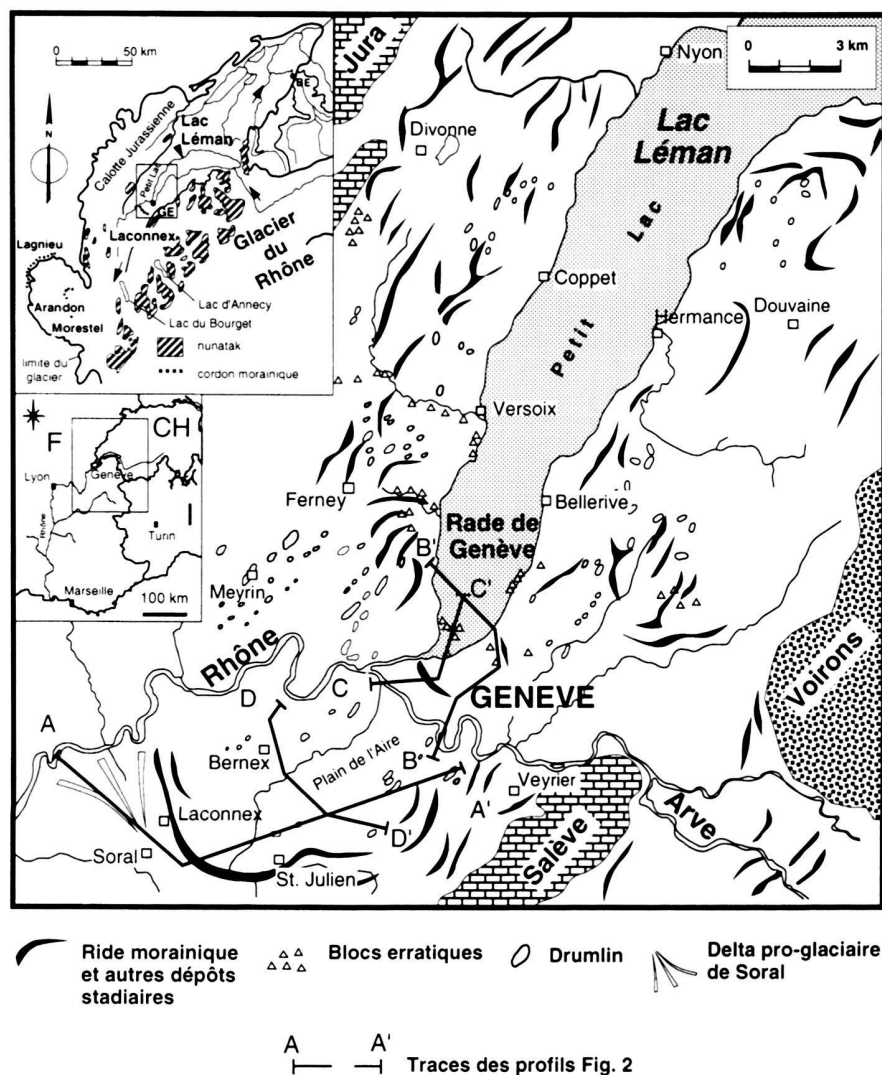 0 50 km
N
BE
Calotte Jurassienne
Lac
Léman
Petit Lac
GE
Laconnex
Glacier
du
Rhône
Lagnieu
Arandon
Morestel
Lac d'Annecy
Lac du Bourget
limite du
glacier
nunatak
cordon morainique
F
CH
Lyon
Genève
Rhône
I
Turin
Marseille
100 km
Jura
0 3 km
Nyon
Lac
Léman
Divonne
Lac
Coppet
Petit
Hermance
Douvaine
Versoix
Ferney
Bellerive
Rade de
Genève
B'
C'
Meyrin
Rhône
Voirons
D
C
GENEVE
A
Bernex
Plain de l'Aire
B
Veyrier
A'
Arve
Laconnex
D'
Soral
St. Julien
Salève
Ride morainique
et autres dépôts
stadiaires
Blocs erratiques
Drumlin
Delta pro-glaciaire
de Soral
A A'
Traces des profils Fig. 2